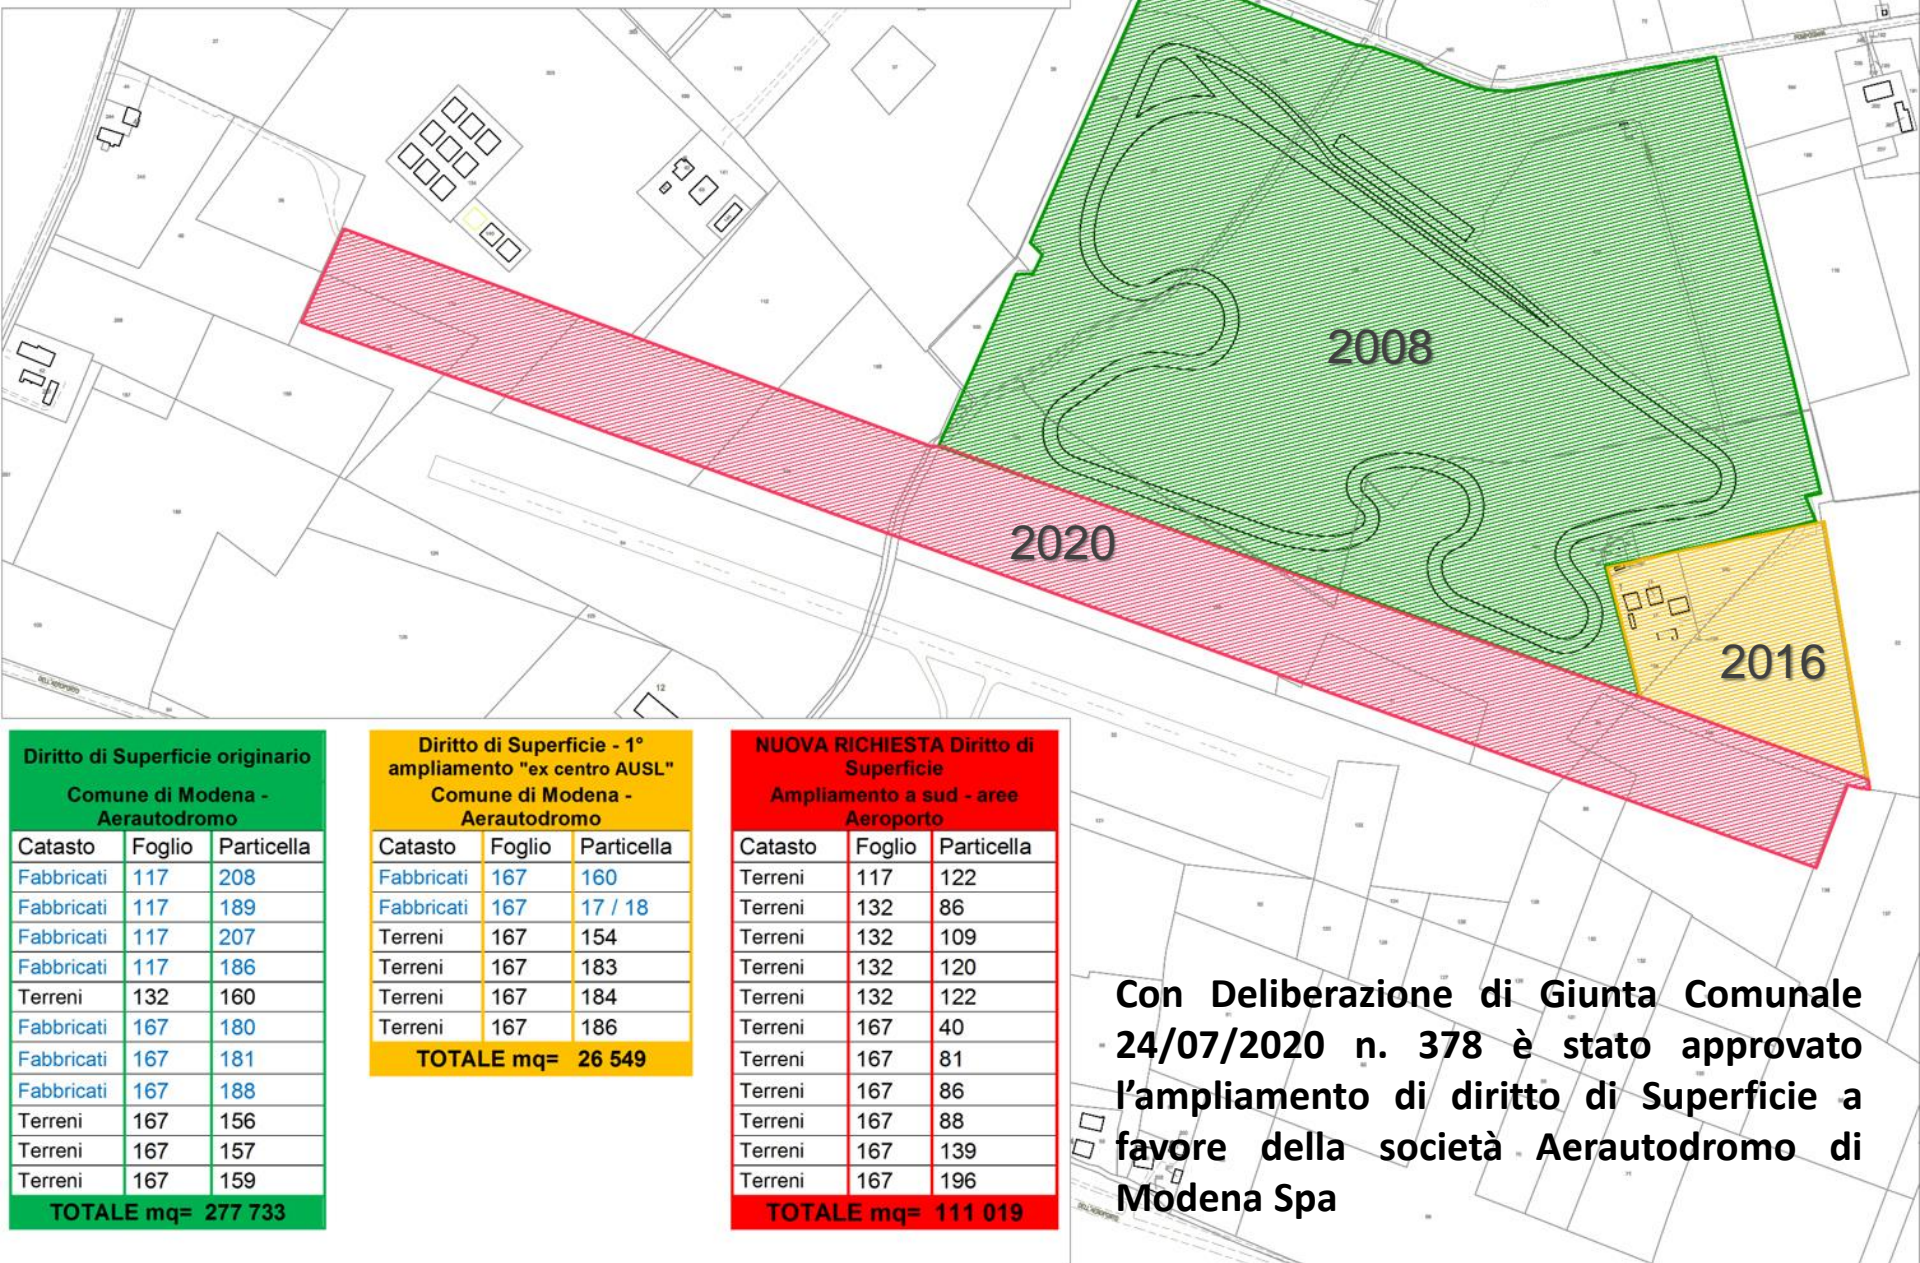 2008
2020
2016
12
Diritto di Superficie originario
Comune di Modena -
Aerautodromo
Catasto Foglio Particella
Fabbricati 117 208
Fabbricati 117 189
Fabbricati 117 207
Fabbricati 117 186
Terreni 132 160
Fabbricati 167 180
Fabbricati 167 181
Fabbricati 167 188
Terreni 167 156
Terreni 167 157
Terreni 167 159
TOTALE mq= 277 733
Diritto di Superficie - 1°
ampliamento "ex centro AUSL"
Comune di Modena -
Aerautodromo
Catasto Foglio Particella
Fabbricati 167 160
Fabbricati 167 17 / 18
Terreni 167 154
Terreni 167 183
Terreni 167 184
Terreni 167 186
TOTALE mq= 26 549
NUOVA RICHIESTA Diritto di
Superficie
Ampliamento a sud - aree
Aeroporto
Catasto Foglio Particella
Terreni 117 122
Terreni 132 86
Terreni 132 109
Terreni 132 120
Terreni 132 122
Terreni 167 40
Terreni 167 81
Terreni 167 86
Terreni 167 88
Terreni 167 139
Terreni 167 196
TOTALE mq= 111 019
Con Deliberazione di Giunta Comunale
24/07/2020 n. 378 è stato approvato
l'ampliamento di diritto di Superficie a
favore della società Aerautodromo di
Modena Spa